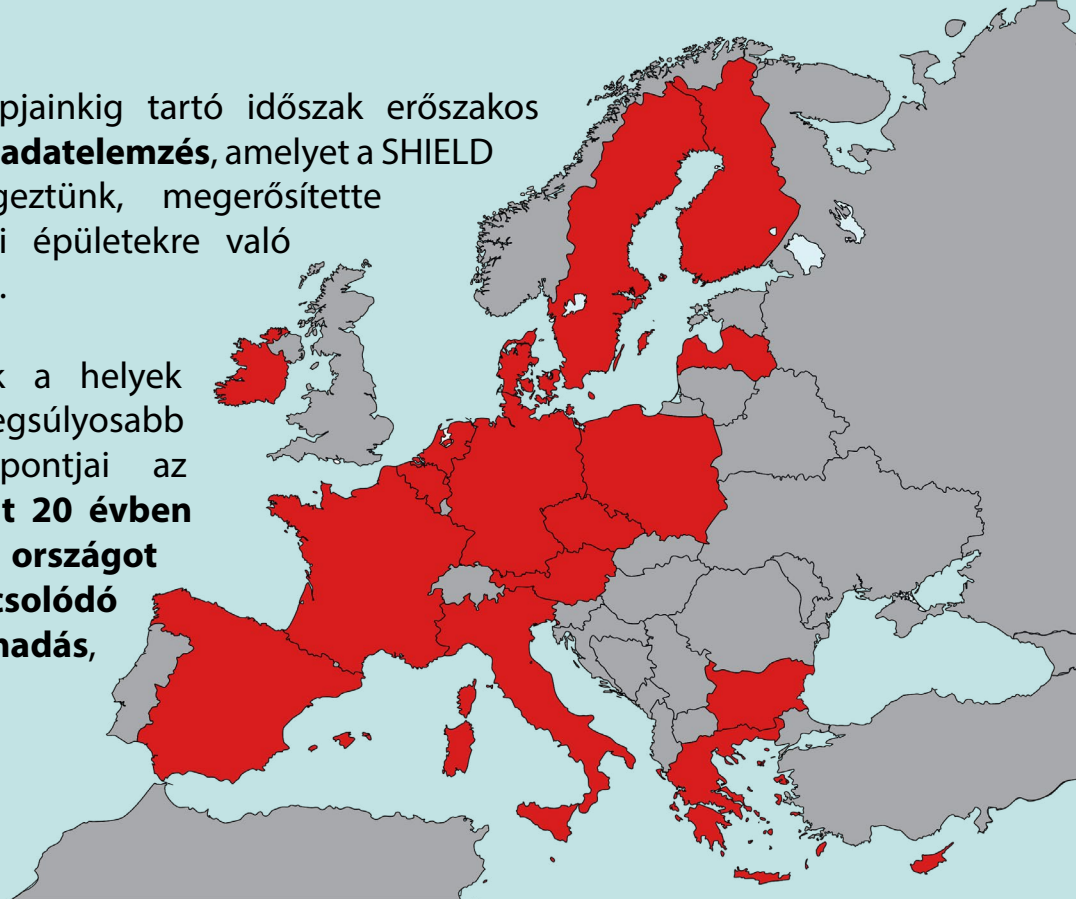 pjainkig tartó időszak erőszakos
adatelemzés, amelyet a SHIELD
geztünk, megerősítette
i épületekre való
.
k a helyek
egsúlyosabb
pontjai az
t 20 évben
országot
csolódó
nadás,